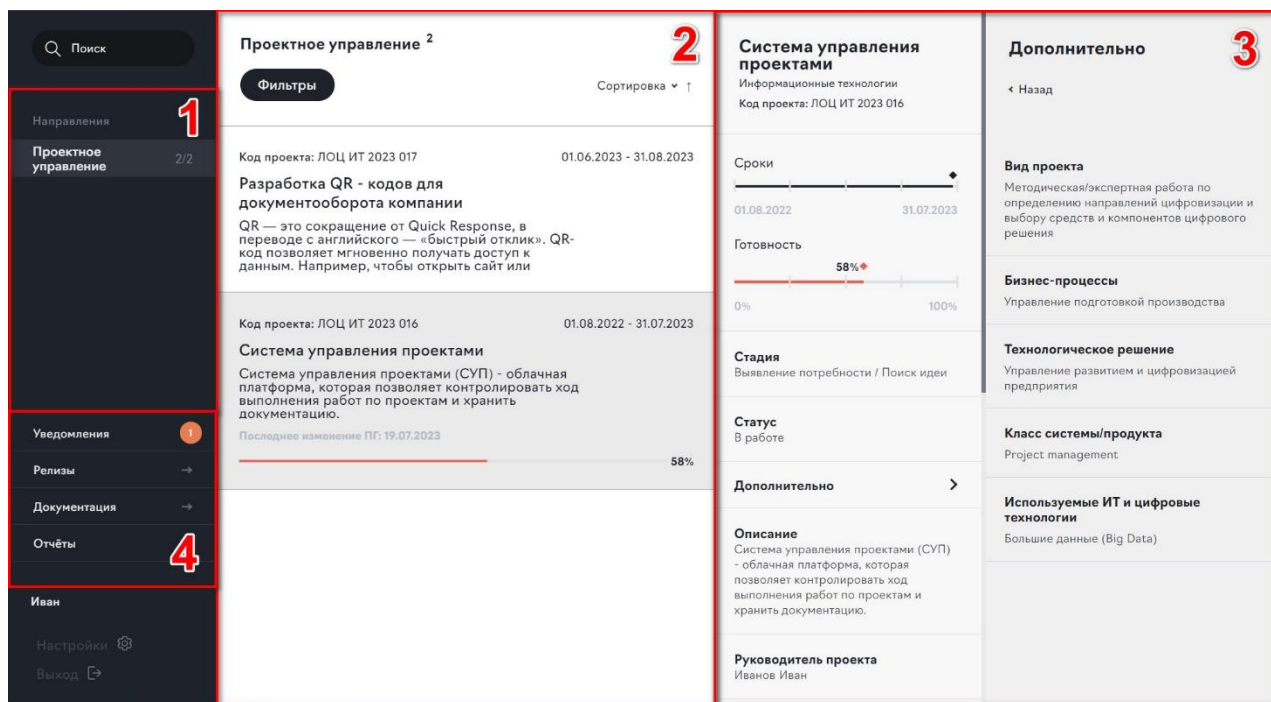 Поиск
1
Направления
Проектное
управление
2/2
Уведомления
1
Релизы →
Документация →
Отчёты
4
Иван
Настройки
Выход
Проектное управление 2
2
Фильтры
Сортировка ↑
Код проекта: ЛОЦ ИТ 2023 017
01.06.2023 - 31.08.2023
Разработка QR - кодов для
документооборота компании
QR — это сокращение от Quick Response, в
переводе с английского — «быстрый отклик». QR-
код позволяет мгновенно получать доступ к
данным. Например, чтобы открыть сайт или
Код проекта: ЛОЦ ИТ 2023 016
01.08.2022 - 31.07.2023
Система управления проектами
Система управления проектами (СУП) - облачная
платформа, которая позволяет контролировать ход
выполнения работ по проектам и хранить
документацию.
Последнее изменение ПГ: 19.07.2023
58%
Система управления
проектами
Информационные технологии
Код проекта: ЛОЦ ИТ 2023 016
Сроки
01.08.2022
31.07.2023
Готовность
58%
0%
100%
Стадия
Выявление потребности / Поиск идеи
Статус
В работе
Дополнительно
Описание
Система управления проектами (СУП)
- облачная платформа, которая
позволяет контролировать ход
выполнения работ по проектам и
хранить документацию.
Руководитель проекта
Иванов Иван
Дополнительно
3
‹ Назад
Вид проекта
Методическая/экспертная работа по
определению направлений цифровизации и
выбору средств и компонентов цифрового
решения
Бизнес-процессы
Управление подготовкой производства
Технологическое решение
Управление развитием и цифровизацией
предприятия
Класс системы/продукта
Project management
Используемые ИТ и цифровые
технологии
Большие данные (Big Data)